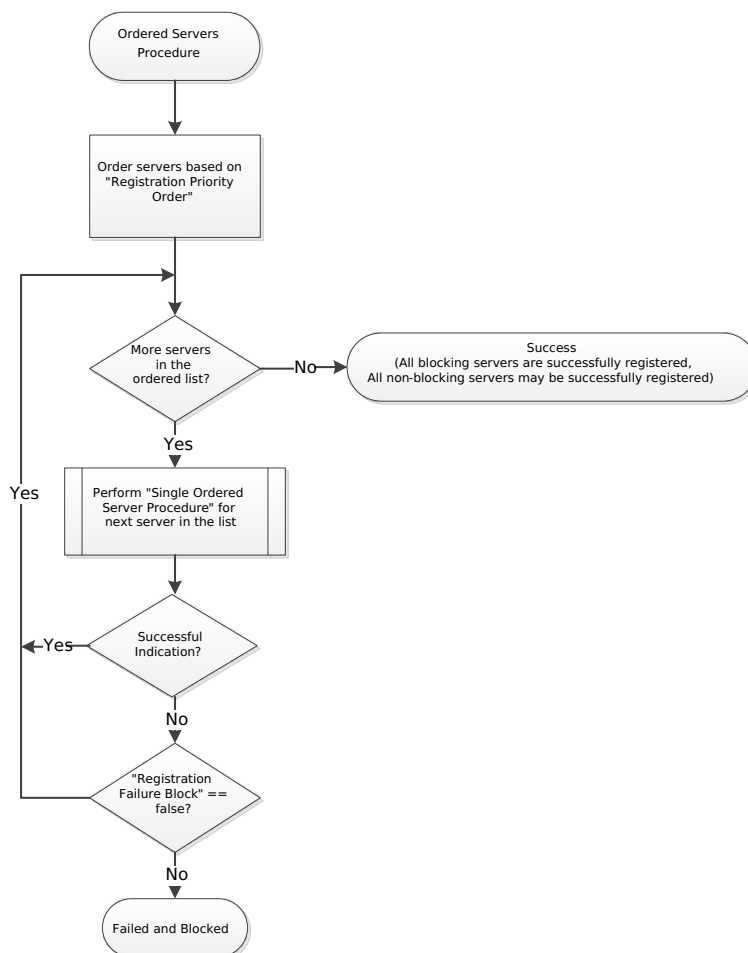 Ordered Servers
Procedure
Order servers based on
"Registration Priority
Order"
More servers
in the
ordered list?
No
Success
(All blocking servers are successfully registered,
All non-blocking servers may be successfully registered)
Yes
Yes
Perform "Single Ordered
Server Procedure" for
next server in the list
Successful
Indication?
Yes
No
"Registration
Failure Block" ==
false?
No
Failed and Blocked